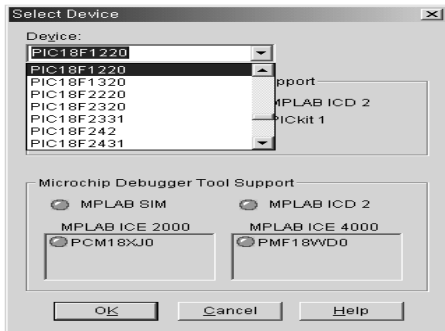 Select Device
Device:
PIC18F1220
PIC18F1220
PIC18F1320
PIC18F2220
PIC18F2320
PIC18F2331
PIC18F242
PIC18F2431
pport
MPLAB ICD 2
PICkit 1
Microchip Debugger Tool Support
MPLAB SIM
MPLAB ICD 2
MPLAB ICE 2000
MPLAB ICE 4000
PCM18XJ0
PMF18WD0
OK
Cancel
Help